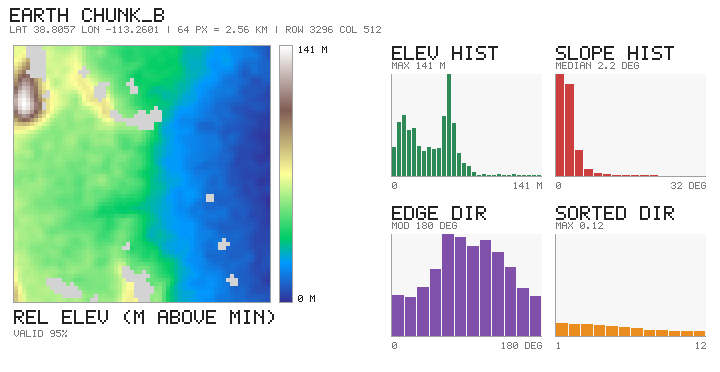 EARTH CHUNK_B
LAT 38.8057 LON -113.2601 | 64 PX = 2.56 KM | ROW 3296 COL 512
141 M
0 M
REL ELEV (M ABOVE MIN)
VALID 95%
ELEV HIST
MAX 141 M
0 141 M
SLOPE HIST
MEDIAN 2.2 DEG
0 32 DEG
EDGE DIR
MOD 180 DEG
0 180 DEG
SORTED DIR
MAX 0.12
1 12